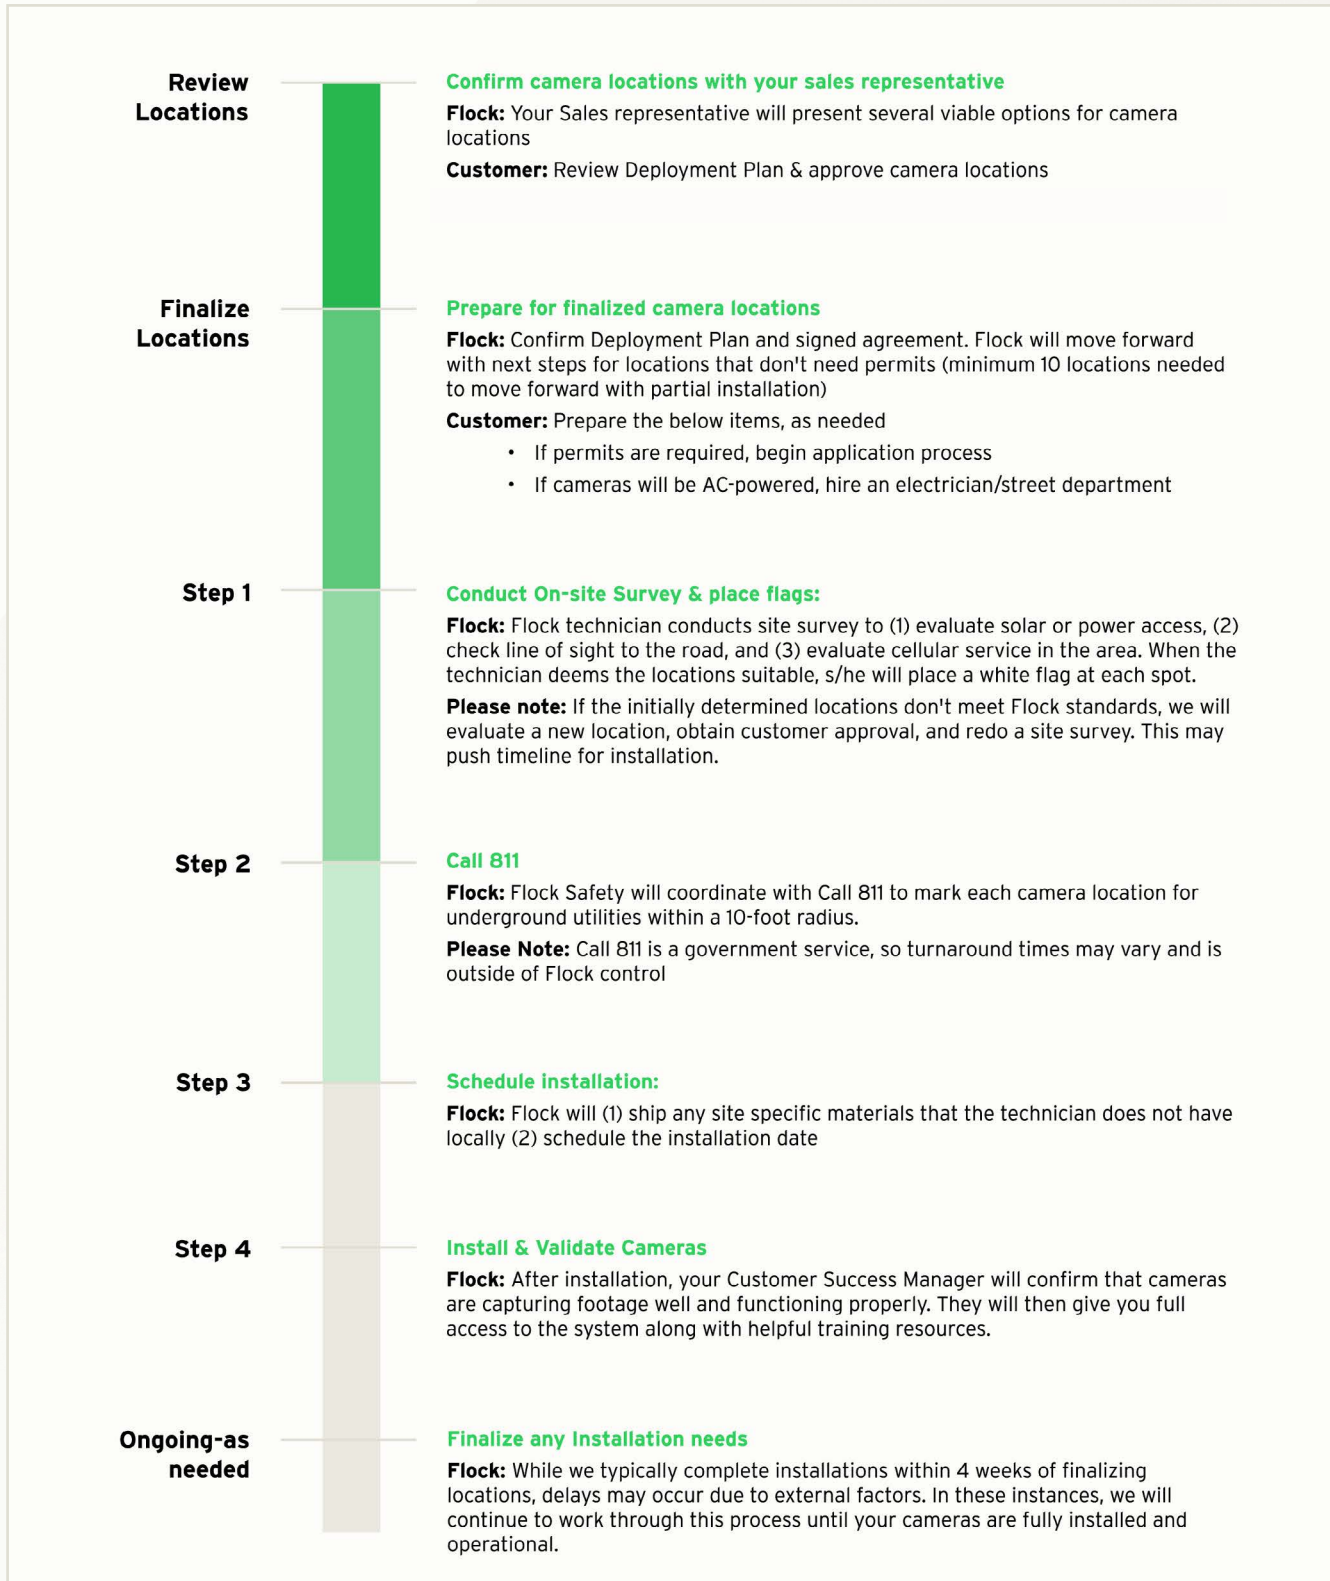 Review
Locations
Confirm camera locations with your sales representative
Flock: Your Sales representative will present several viable options for camera
locations
Customer: Review Deployment Plan & approve camera locations
Finalize
Locations
Prepare for finalized camera locations
Flock: Confirm Deployment Plan and signed agreement. Flock will move forward
with next steps for locations that don't need permits (minimum 10 locations needed
to move forward with partial installation)
Customer: Prepare the below items, as needed
• If permits are required, begin application process
• If cameras will be AC-powered, hire an electrician/street department
Step 1
Conduct On-site Survey & place flags:
Flock: Flock technician conducts site survey to (1) evaluate solar or power access, (2)
check line of sight to the road, and (3) evaluate cellular service in the area. When the
technician deems the locations suitable, s/he will place a white flag at each spot.
Please note: If the initially determined locations don't meet Flock standards, we will
evaluate a new location, obtain customer approval, and redo a site survey. This may
push timeline for installation.
Step 2
Call 811
Flock: Flock Safety will coordinate with Call 811 to mark each camera location for
underground utilities within a 10-foot radius.
Please Note: Call 811 is a government service, so turnaround times may vary and is
outside of Flock control
Step 3
Schedule installation:
Flock: Flock will (1) ship any site specific materials that the technician does not have
locally (2) schedule the installation date
Step 4
Install & Validate Cameras
Flock: After installation, your Customer Success Manager will confirm that cameras
are capturing footage well and functioning properly. They will then give you full
access to the system along with helpful training resources.
Ongoing-as
needed
Finalize any Installation needs
Flock: While we typically complete installations within 4 weeks of finalizing
locations, delays may occur due to external factors. In these instances, we will
continue to work through this process until your cameras are fully installed and
operational.